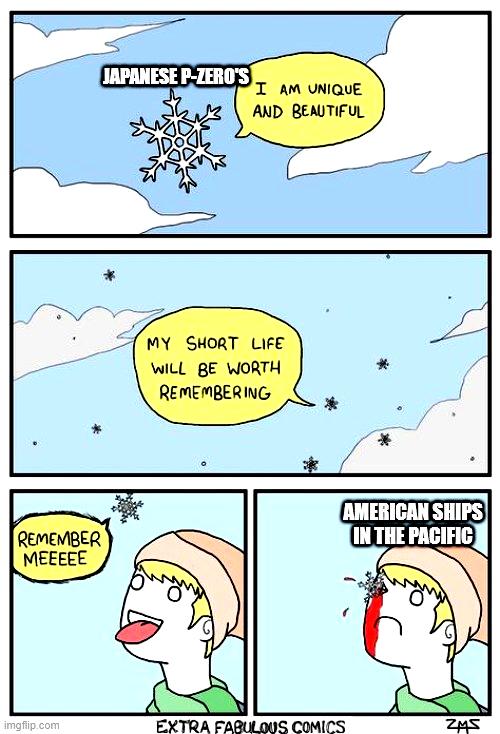 JAPANESE P-ZERO'S
I AM UNIQUE
AND BEAUTIFUL
MY SHORT LIFE
WILL BE WORTH
REMEMBERING
REMEMBER
MEEEEE
AMERICAN SHIPS
IN THE PACIFIC
EXTRA FABULOUS COMICS
ZMS
imgflip.com